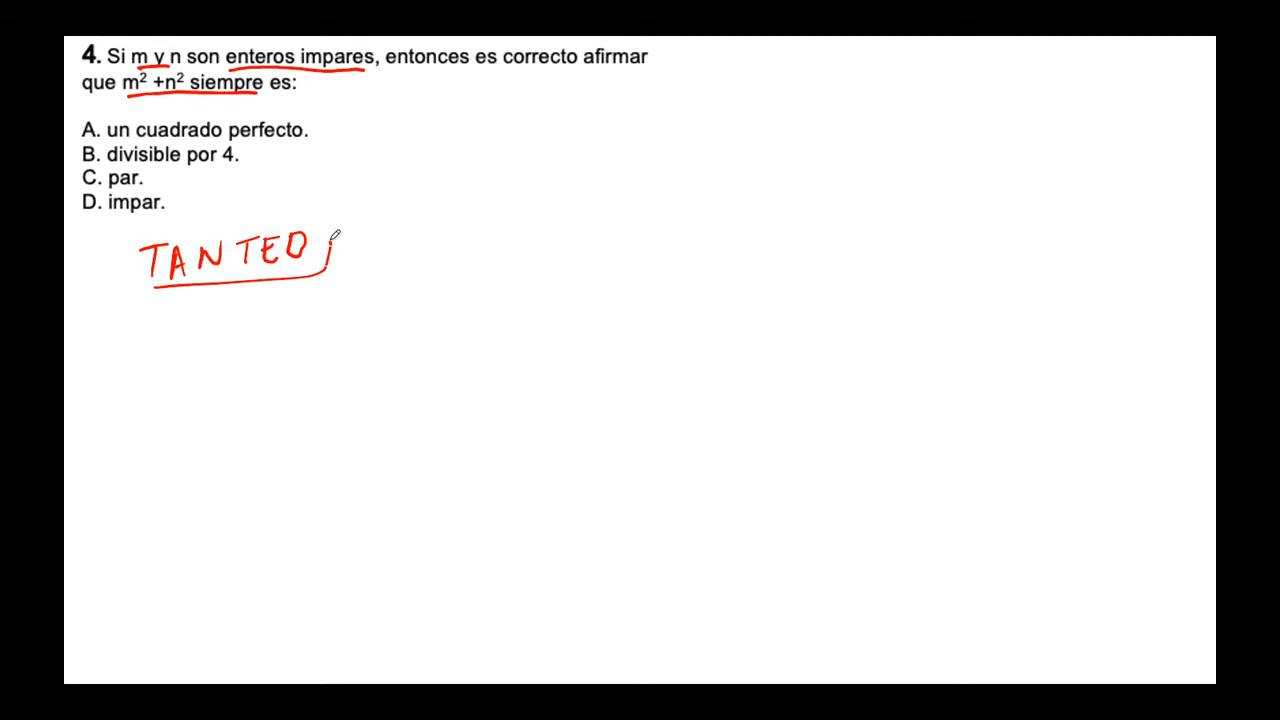 4. Si m y n son enteros impares, entonces es correcto afirmar
que m² +n² siempre es:
A. un cuadrado perfecto.
B. divisible por 4.
C. par.
D. impar.
TANTEO